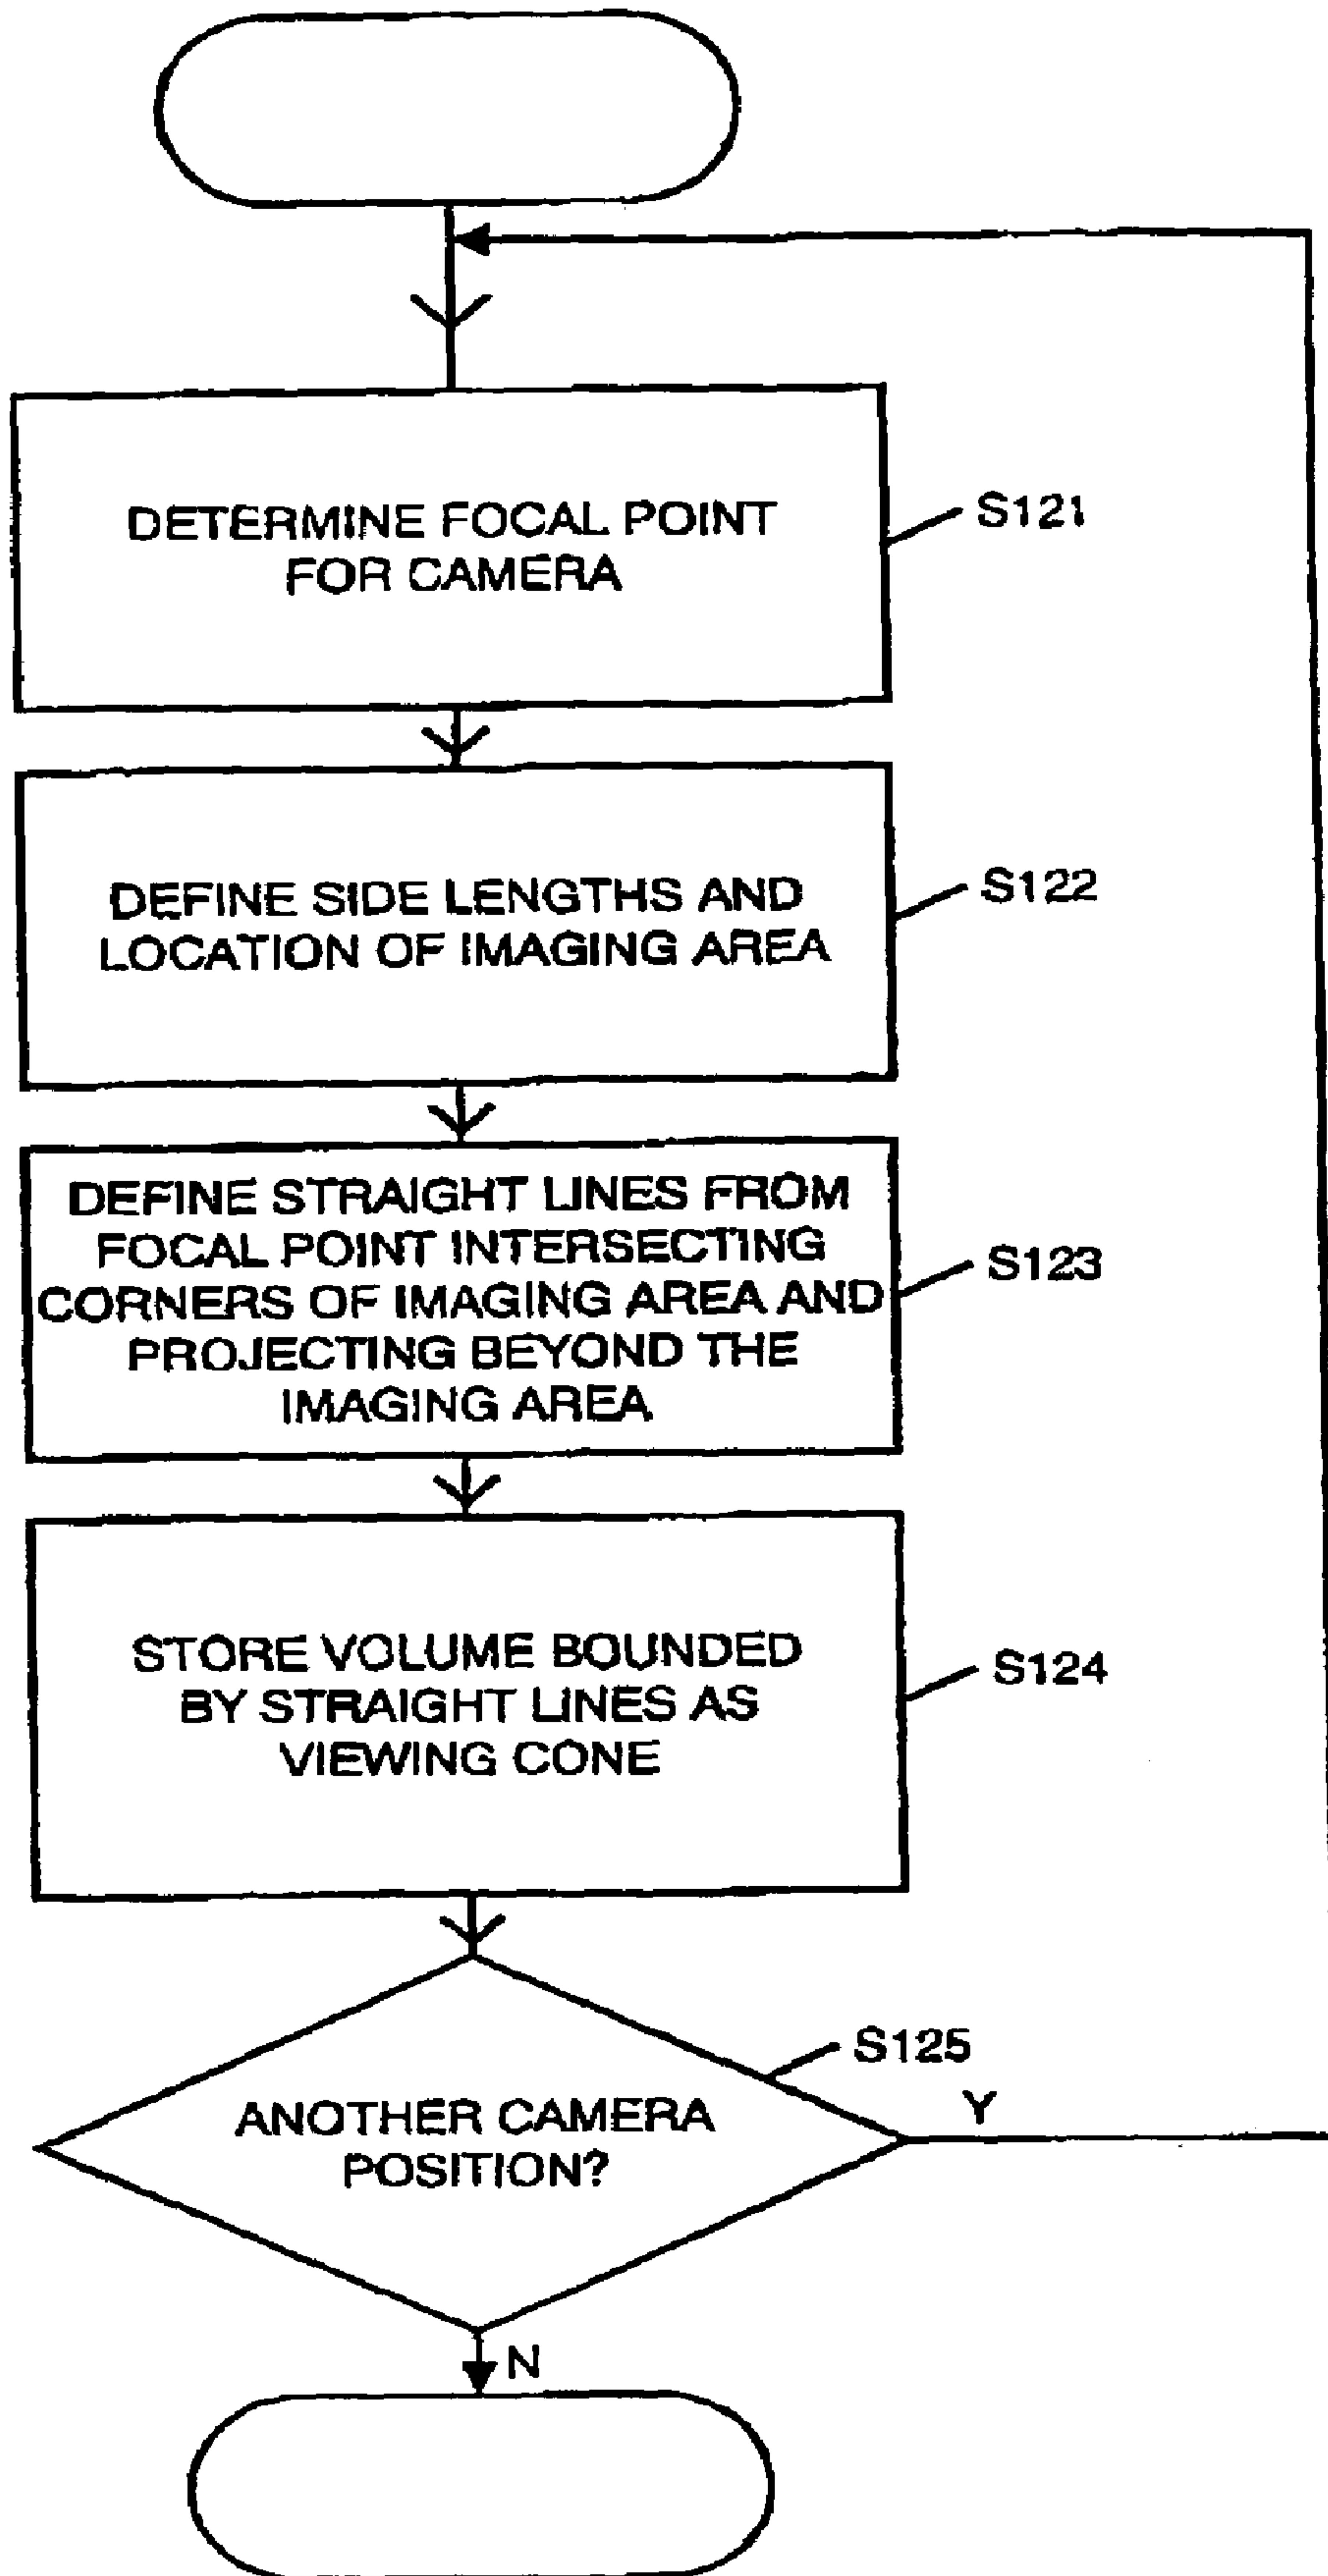 DETERMINE FOCAL POINT
FOR CAMERA
S121
DEFINE SIDE LENGTHS AND
LOCATION OF IMAGING AREA
S122
DEFINE STRAIGHT LINES FROM
FOCAL POINT INTERSECTING
CORNERS OF IMAGING AREA AND
PROJECTING BEYOND THE
IMAGING AREA
S123
STORE VOLUME BOUNDED
BY STRAIGHT LINES AS
VIEWING CONE
S124
ANOTHER CAMERA
POSITION?
S125
Y
N